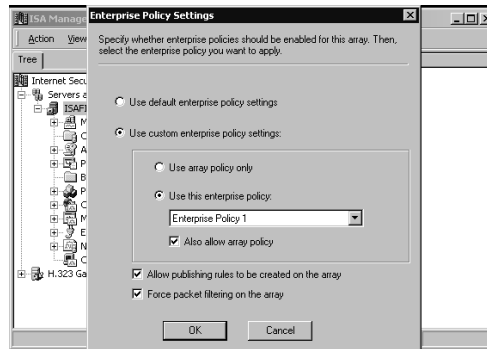 ISA Manage
Enterprise Policy Settings
Action View
Specify whether enterprise policies should be enabled for this array. Then,
select the enterprise policy you want to apply.
Tree
Internet Secu
Servers a
Use default enterprise policy settings
ISAFI
M
C
Use custom enterprise policy settings:
A
P
Use array policy only
B
P
Use this enterprise policy:
C
M
Enterprise Policy 1
E
N
Also allow array policy
C
H.323 Ga
Allow publishing rules to be created on the array
Force packet filtering on the array
OK Cancel